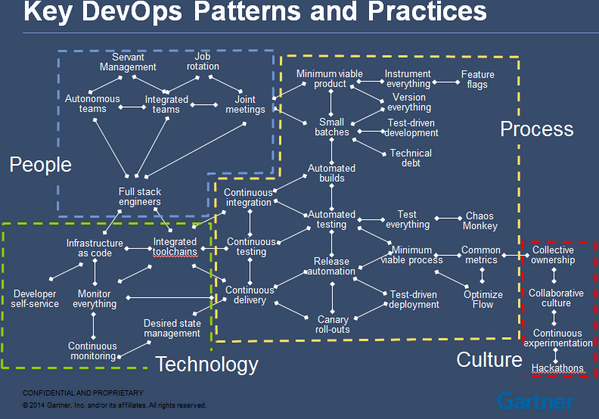 Key DevOps Patterns and Practices
Servant
Management
Job
rotation
Autonomous
teams
Integrated
teams
Joint
meetings
Full stack
engineers
People
Minimum viable
product
Instrument
everything
Feature
flags
Version
everything
Small
batches
Test-driven
development
Technical
debt
Process
Automated
builds
Continuous
integration
Automated
testing
Test
everything
Chaos
Monkey
Continuous
testing
Minimum
viable process
Common
metrics
Release
automation
Continuous
delivery
Test-driven
deployment
Optimize
Flow
Canary
roll-outs
Infrastructure
as code
Integrated
toolchains
Developer
self-service
Monitor
everything
Desired state
management
Continuous
monitoring
Technology
Collective
ownership
Collaborative
culture
Continuous
experimentation
Hackathons
Culture
CONFIDENTIAL AND PROPRIETARY
© 2014 Gartner, Inc. and/or its affiliates. All rights reserved.
Gartner